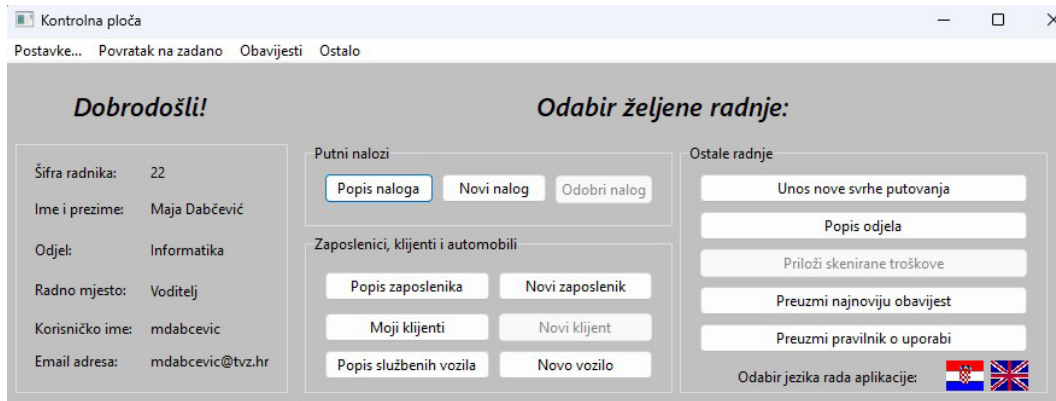 Kontrolna ploča
Postavke... Povratak na zadano Obavijesti Ostalo
Dobrodošli!
Odabir željene radnje:
Šifra radnika: 22
Ime i prezime: Maja Dabčević
Odjel: Informatika
Radno mjesto: Voditelj
Korisničko ime: mdabcevic
Email adresa: mdabcevic@tvz.hr
Putni nalozi
Popis naloga Novi nalog Odobri nalog
Zaposlenici, klijenti i automobili
Popis zaposlenika Novi zaposlenik
Moji klijenti Novi klijent
Popis službenih vozila Novo vozilo
Ostale radnje
Unos nove svrhe putovanja
Popis odjela
Priloži skenirane troškove
Preuzmi najnoviju obavijest
Preuzmi pravilnik o uporabi
Odabir jezika rada aplikacije: